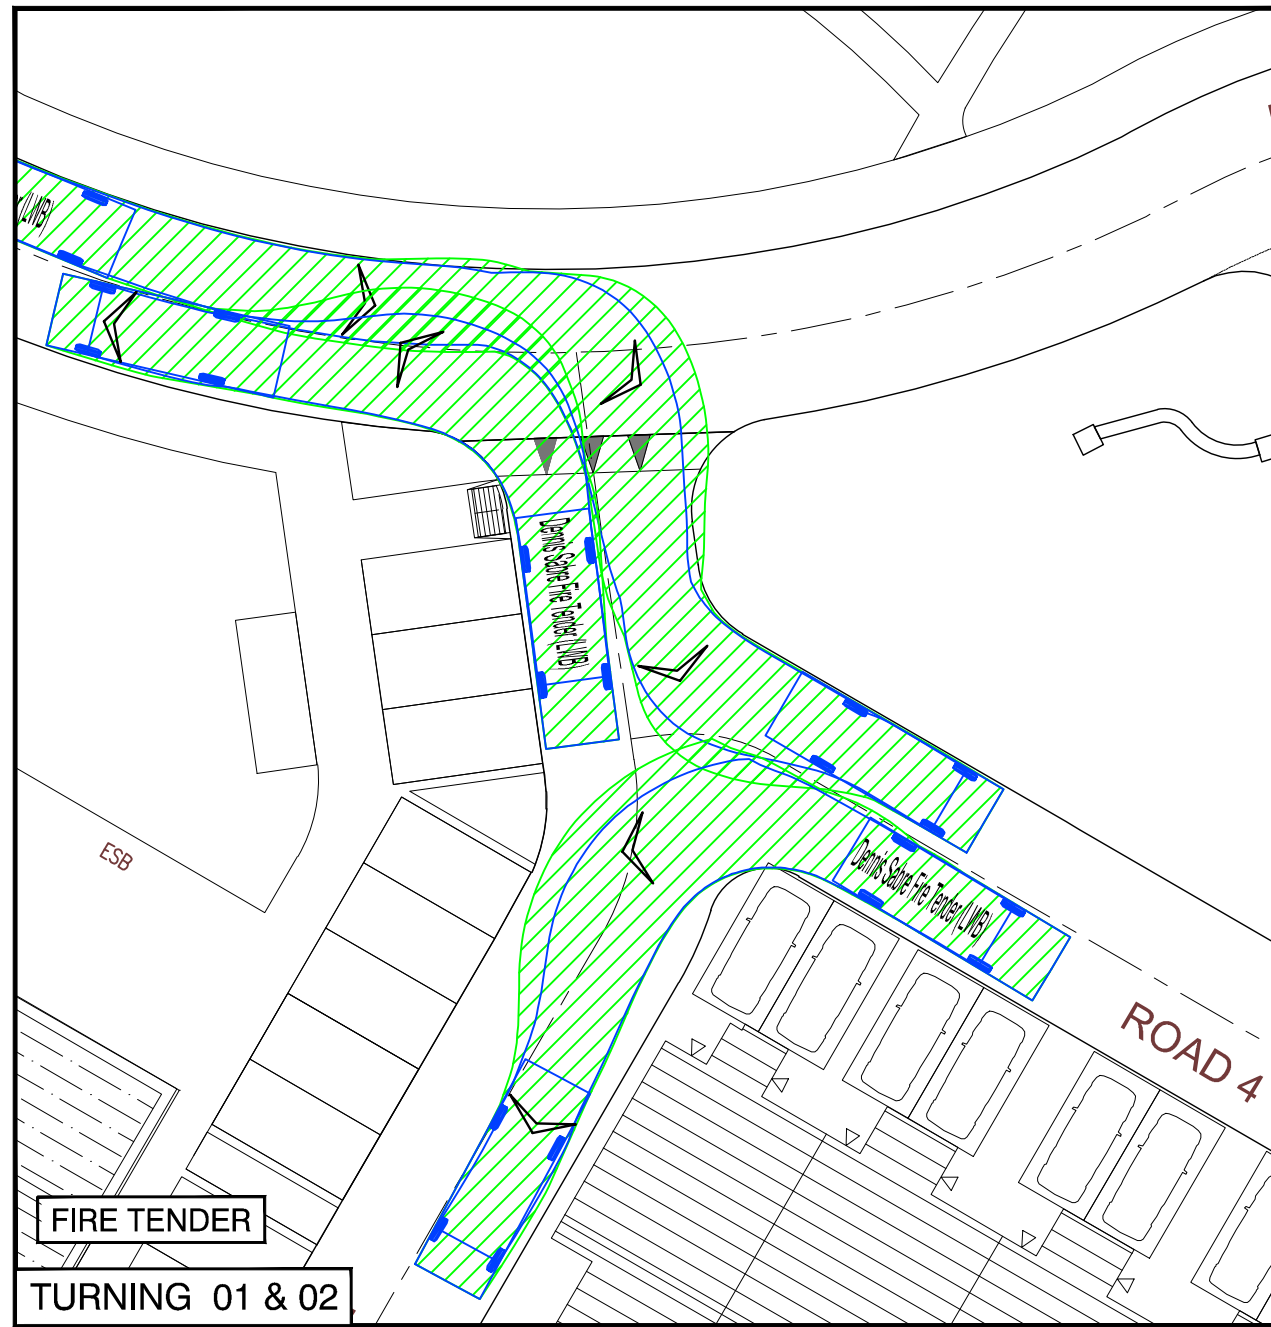 (LWB)
Dennis Sabre Fire Tender (LWB)
Dennis Sabre Fire Tender (LWB)
ESB
ROAD 4
FIRE TENDER
TURNING 01 & 02